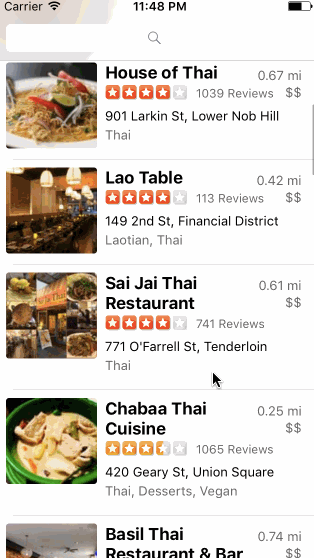 Carrier 11:48 PM
House of Thai 0.67 mi
1039 Reviews $$
901 Larkin St, Lower Nob Hill
Thai
Lao Table 0.42 mi
113 Reviews $$
149 2nd St, Financial District
Laotian, Thai
Sai Jai Thai 0.61 mi
Restaurant $$
741 Reviews
771 O'Farrell St, Tenderloin
Thai
Chabaa Thai 0.25 mi
Cuisine $$
1065 Reviews
420 Geary St, Union Square
Thai, Desserts, Vegan
Basil Thai 0.74 mi
Restaurant & Bar $$